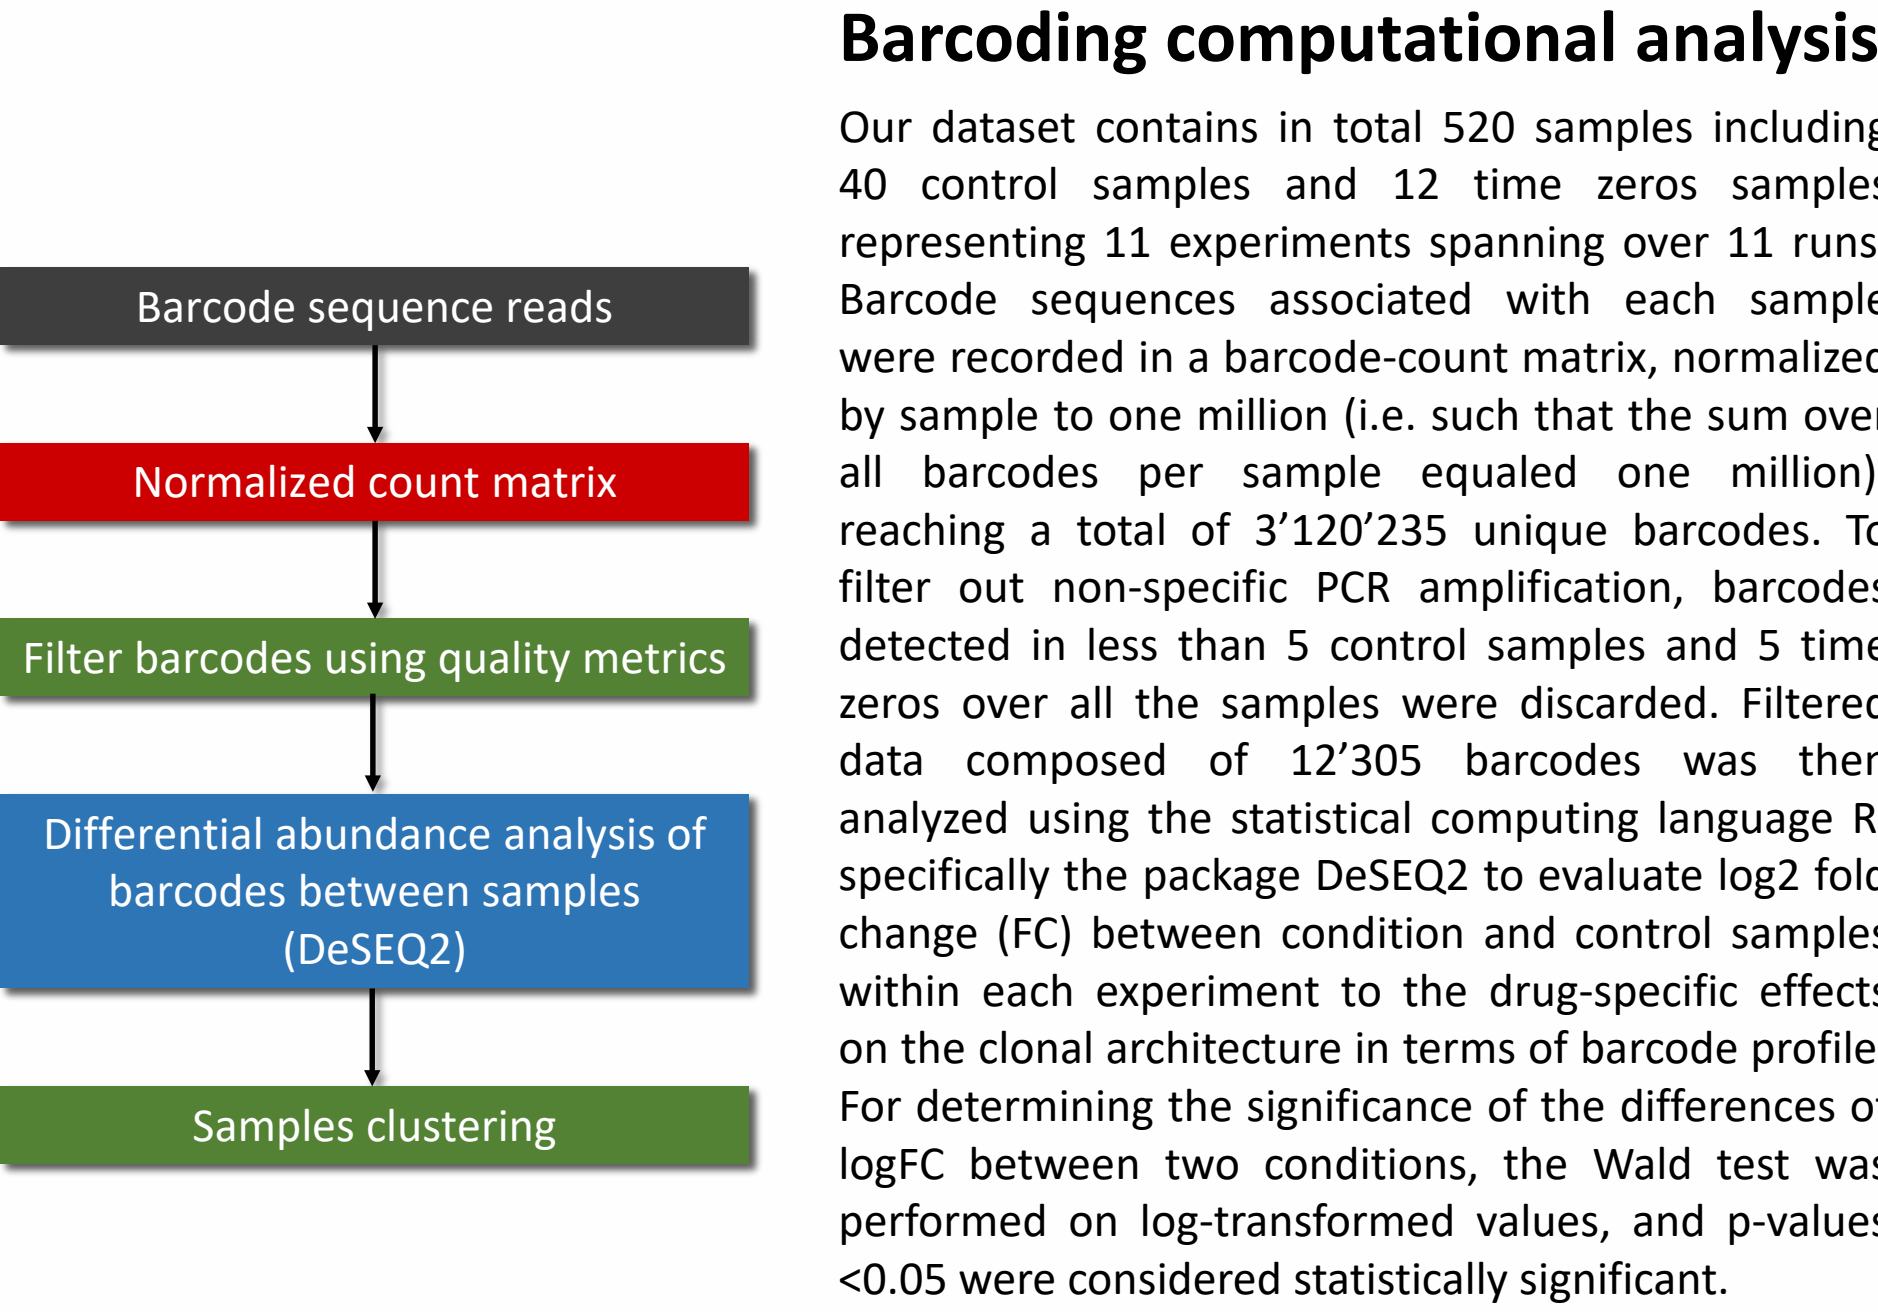 Barcoding computational analysis
Our dataset contains in total 520 samples including
40 control samples and 12 time zeros samples
representing 11 experiments spanning over 11 runs
Barcode sequences associated with each sample
were recorded in a barcode-count matrix, normalized
by sample to one million (i.e. such that the sum over
all barcodes per sample equaled one million)
reaching a total of 3’120’235 unique barcodes. To
filter out non-specific PCR amplification, barcodes
detected in less than 5 control samples and 5 time
zeros over all the samples were discarded. Filtered
data composed of 12’305 barcodes was then
analyzed using the statistical computing language R
specifically the package DeSEQ2 to evaluate log2 fold
change (FC) between condition and control samples
within each experiment to the drug-specific effects
on the clonal architecture in terms of barcode profile
For determining the significance of the differences of
logFC between two conditions, the Wald test was
performed on log-transformed values, and p-values
<0.05 were considered statistically significant.
Barcode sequence reads
Normalized count matrix
Filter barcodes using quality metrics
Differential abundance analysis of
barcodes between samples
(DeSEQ2)
Samples clustering